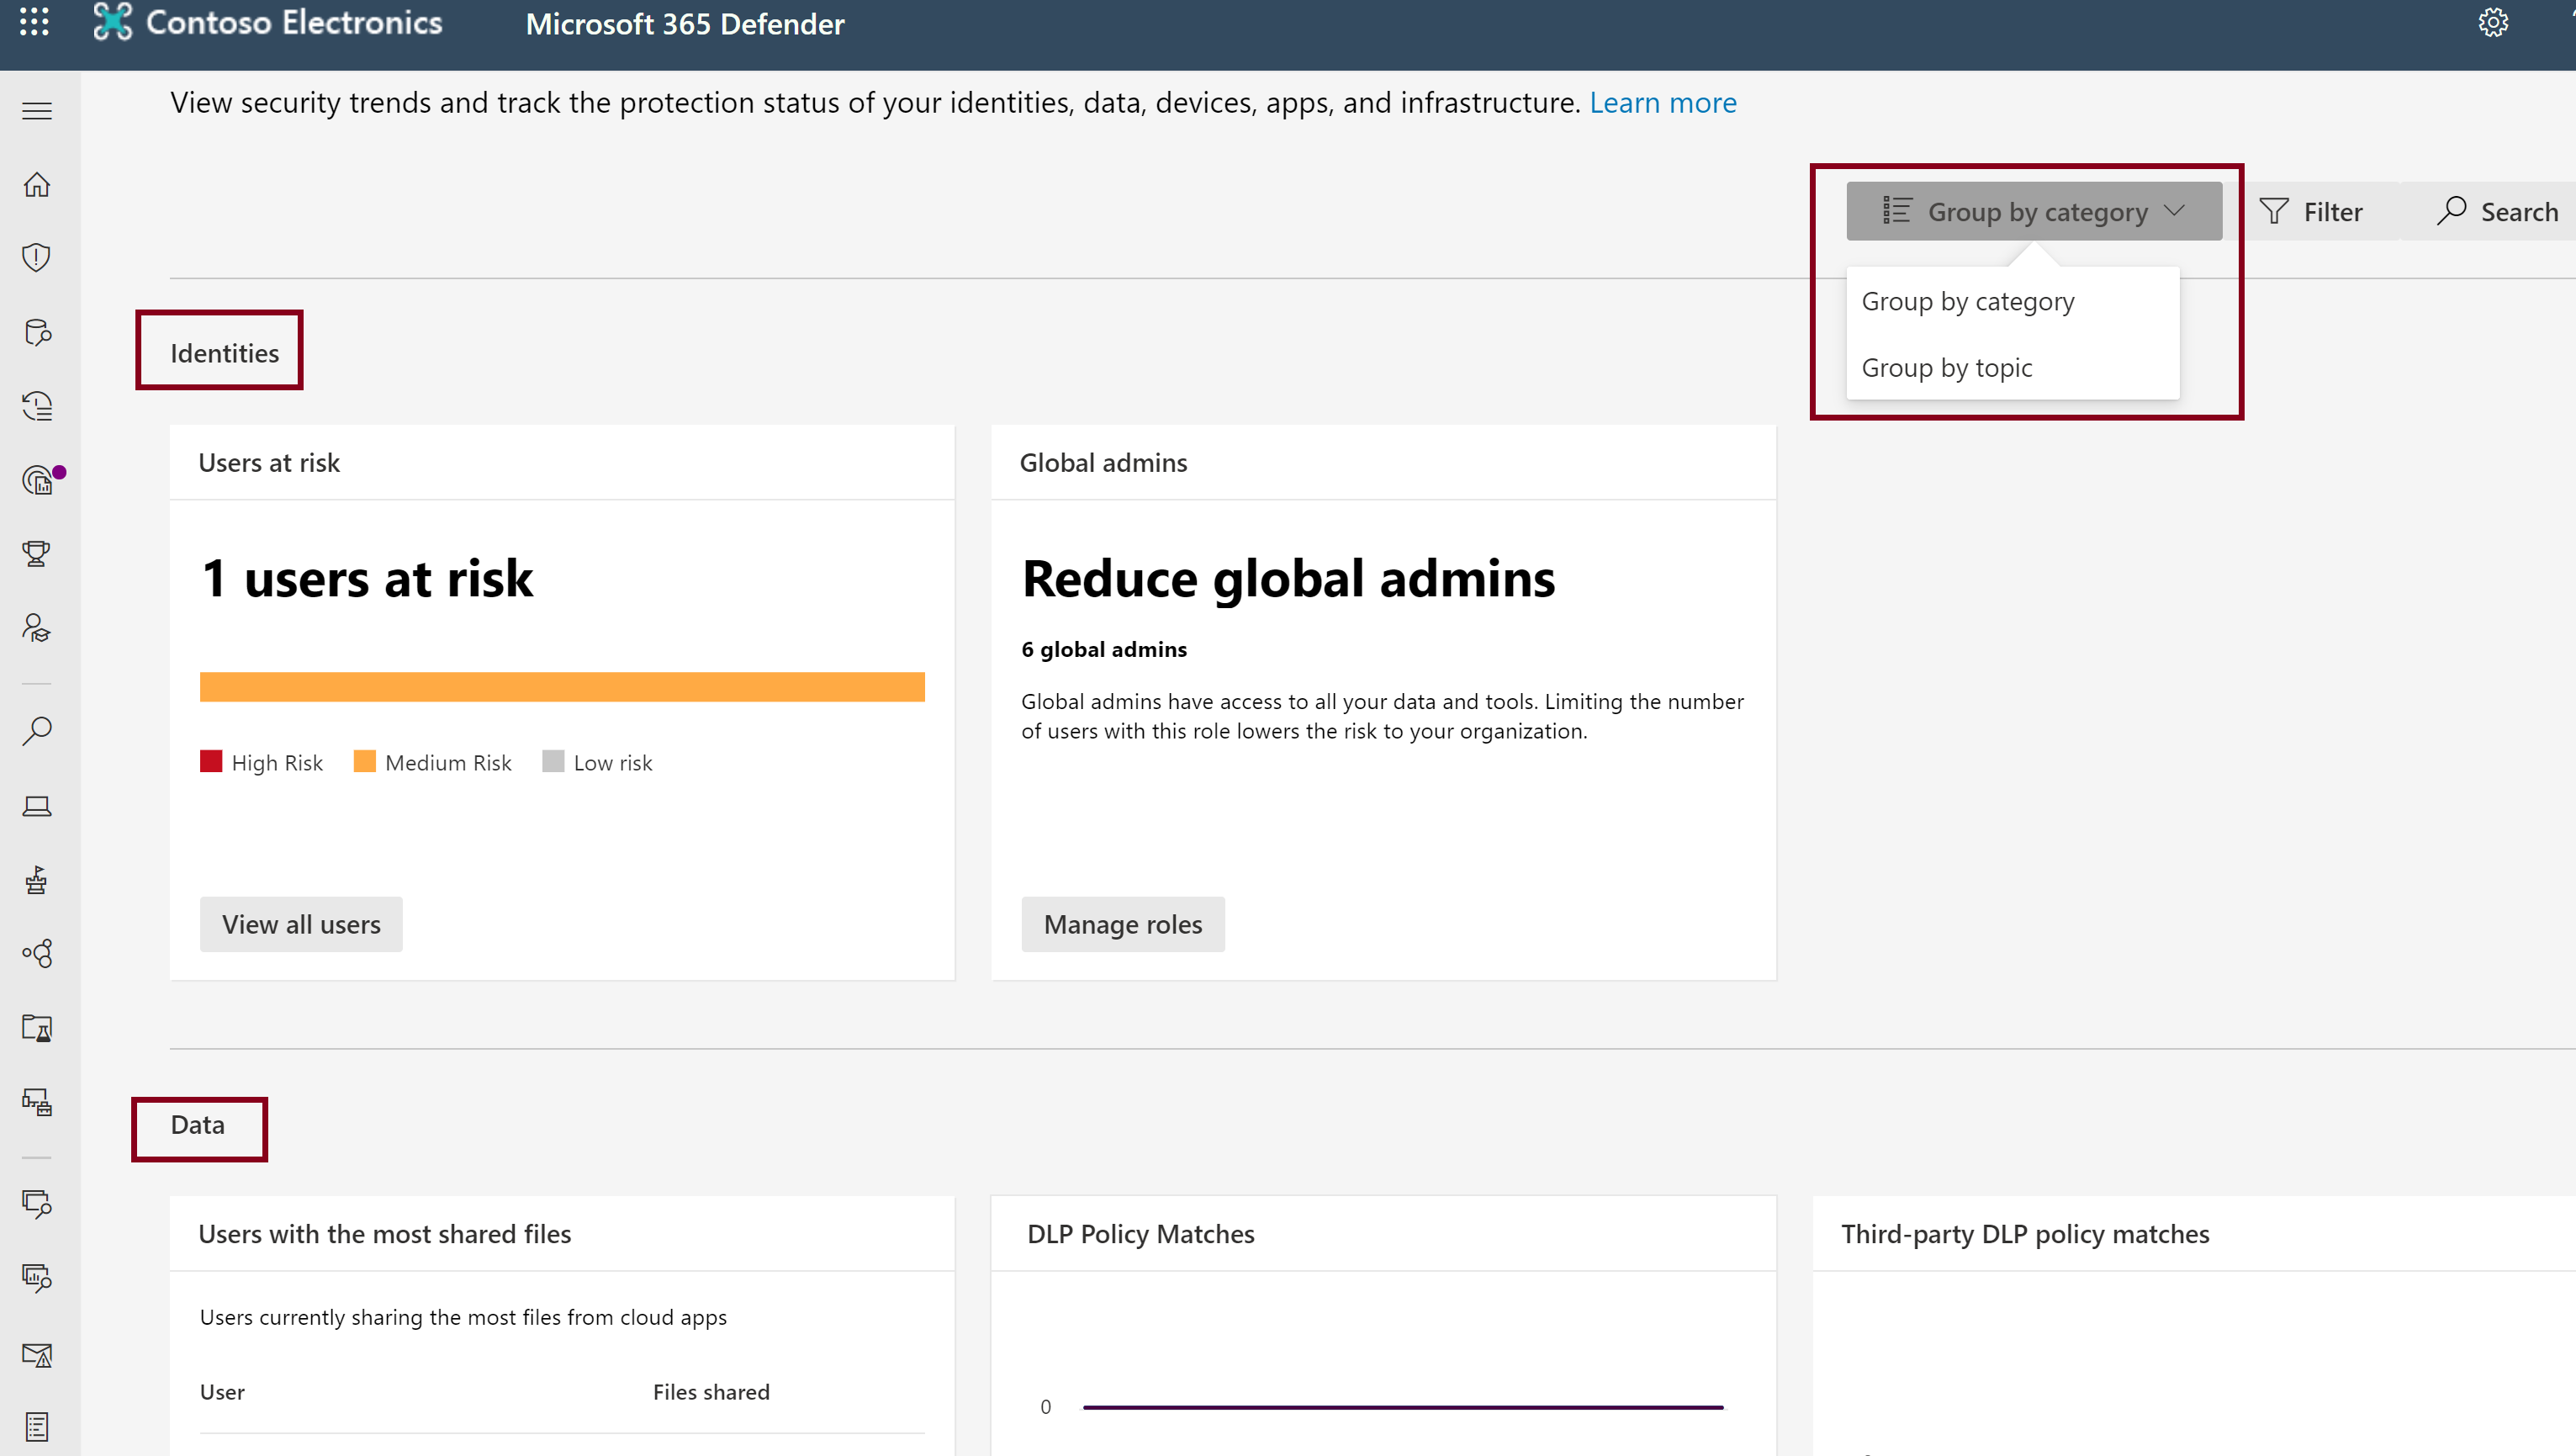 Contoso Electronics
Microsoft 365 Defender
View security trends and track the protection status of your identities, data, devices, apps, and infrastructure. Learn more
Group by category
Filter
Search
Group by category
Group by topic
Identities
Users at risk
1 users at risk
High Risk
Medium Risk
Low risk
View all users
Global admins
Reduce global admins
6 global admins
Global admins have access to all your data and tools. Limiting the number
of users with this role lowers the risk to your organization.
Manage roles
Data
Users with the most shared files
Users currently sharing the most files from cloud apps
User
Files shared
DLP Policy Matches
0
Third-party DLP policy matches